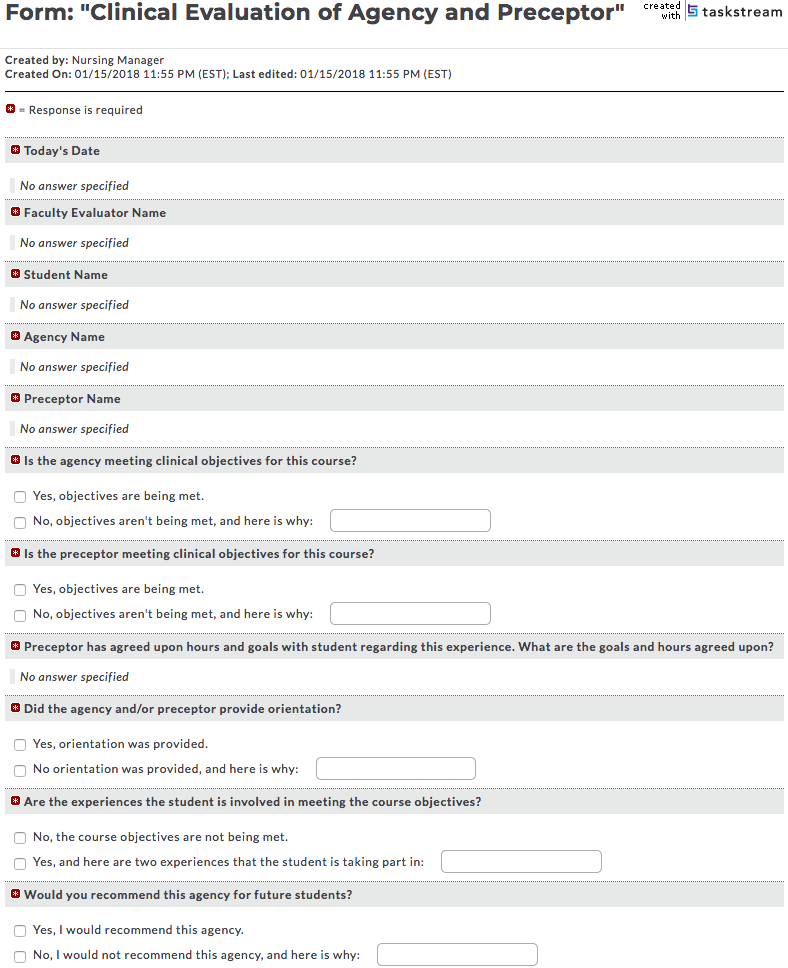 Form: "Clinical Evaluation of Agency and Preceptor"
created with taskstream
Created by: Nursing Manager
Created On: 01/15/2018 11:55 PM (EST); Last edited: 01/15/2018 11:55 PM (EST)
* = Response is required
* Today's Date
No answer specified
* Faculty Evaluator Name
No answer specified
* Student Name
No answer specified
* Agency Name
No answer specified
* Preceptor Name
No answer specified
* Is the agency meeting clinical objectives for this course?
Yes, objectives are being met.
No, objectives aren't being met, and here is why:
* Is the preceptor meeting clinical objectives for this course?
Yes, objectives are being met.
No, objectives aren't being met, and here is why:
* Preceptor has agreed upon hours and goals with student regarding this experience. What are the goals and hours agreed upon?
No answer specified
* Did the agency and/or preceptor provide orientation?
Yes, orientation was provided.
No orientation was provided, and here is why:
* Are the experiences the student is involved in meeting the course objectives?
No, the course objectives are not being met.
Yes, and here are two experiences that the student is taking part in:
* Would you recommend this agency for future students?
Yes, I would recommend this agency.
No, I would not recommend this agency, and here is why: